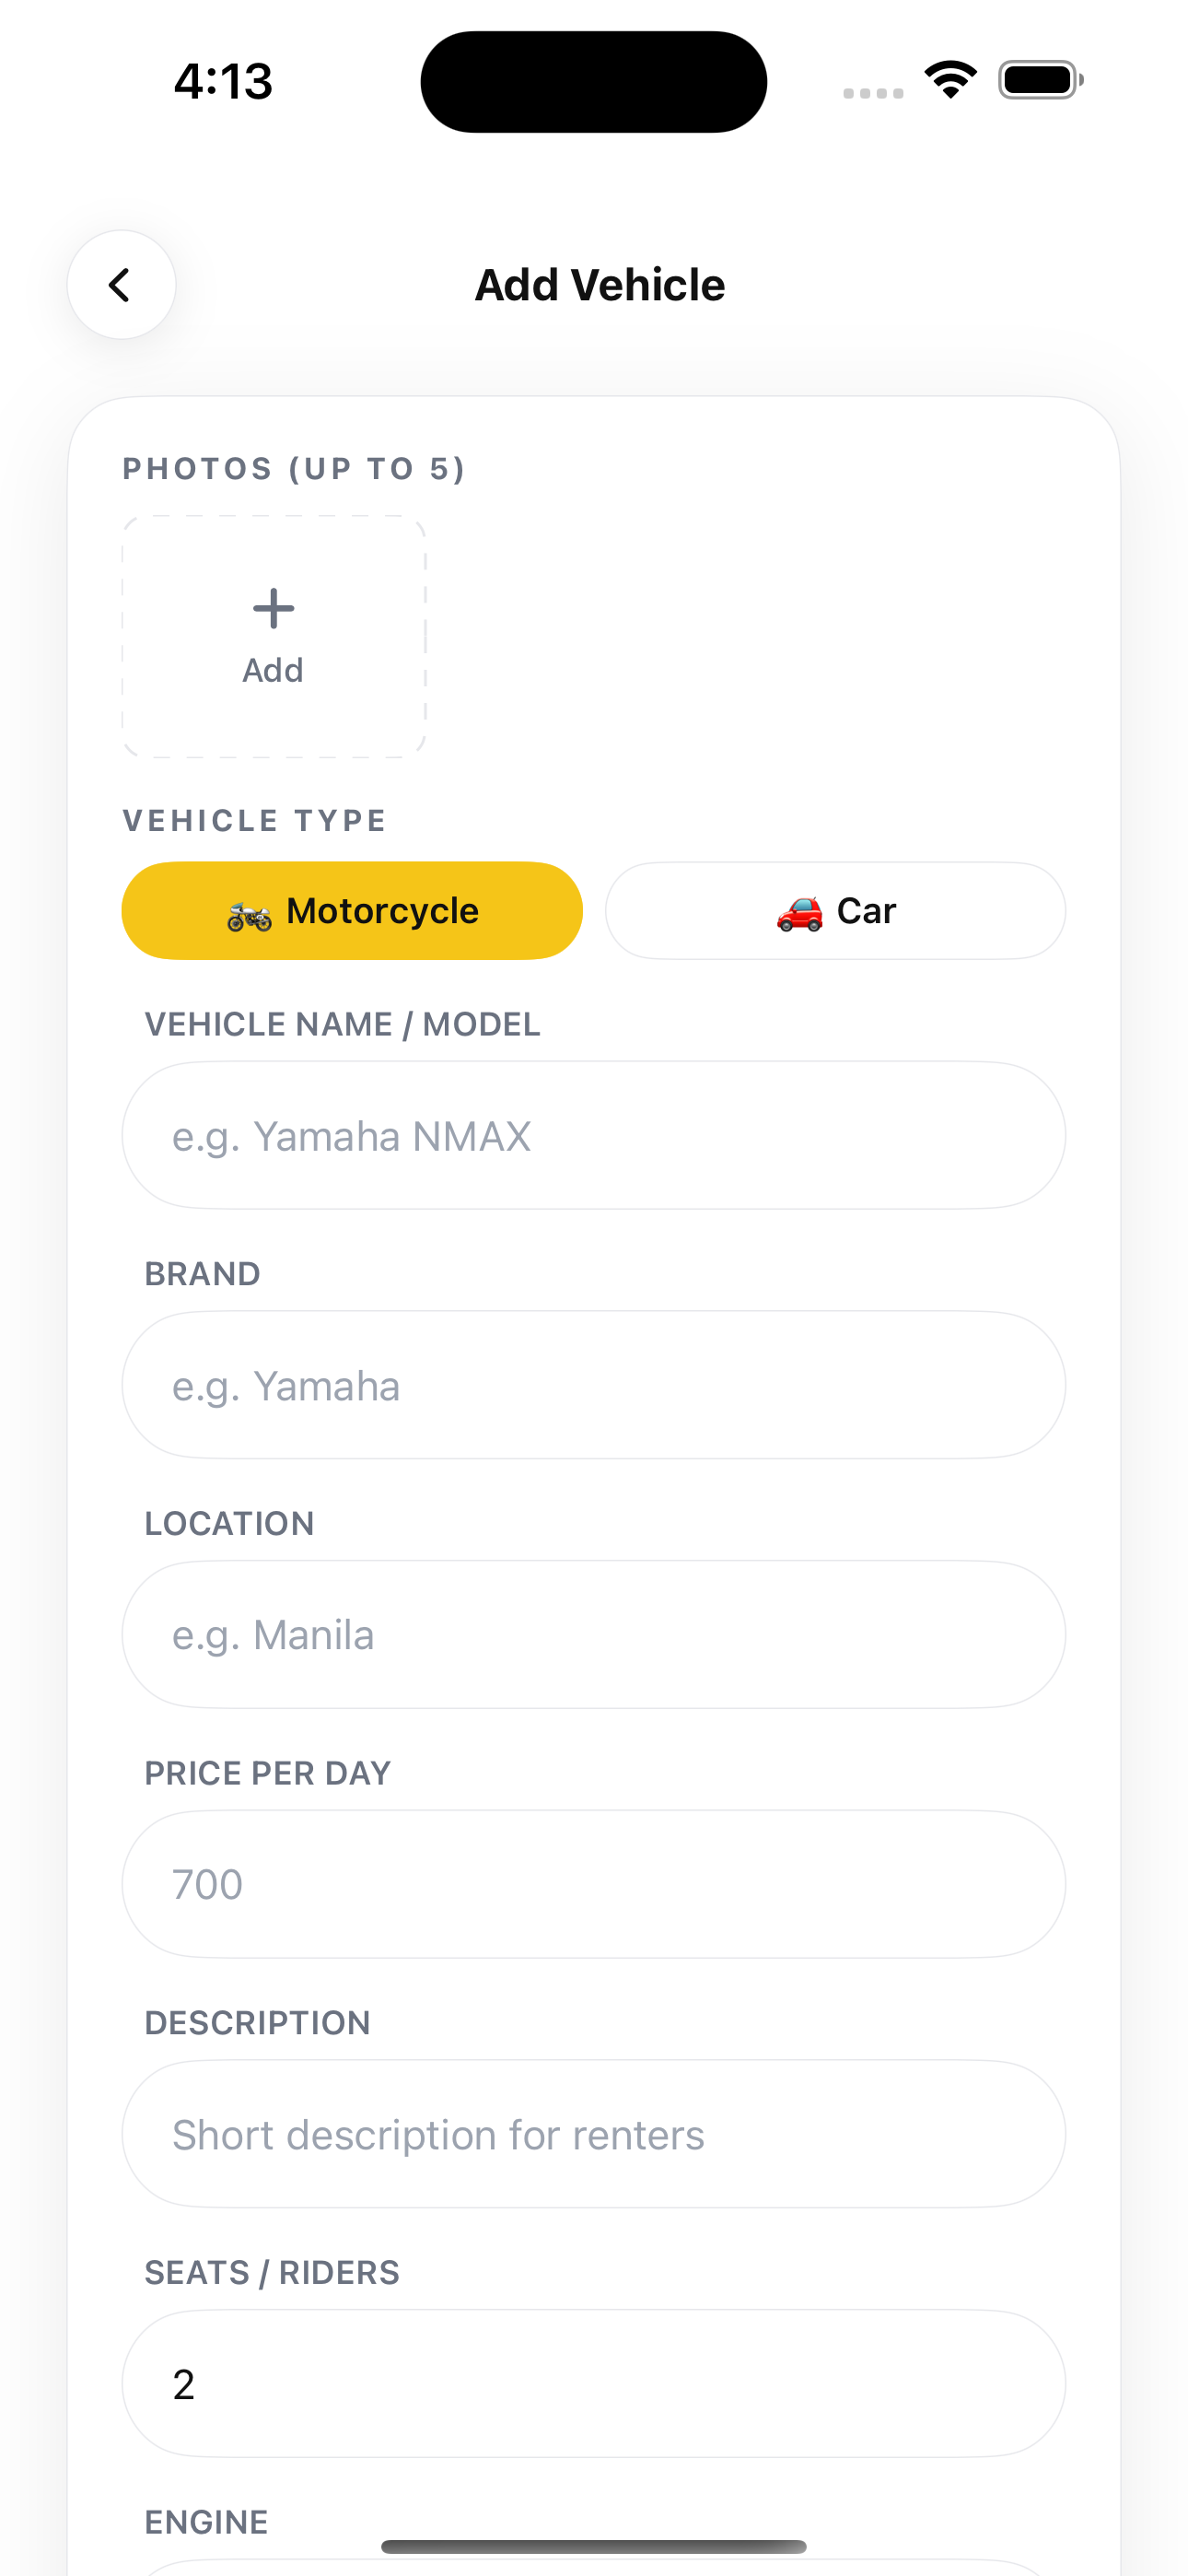 4:13
Add Vehicle
PHOTOS (UP TO 5)
Add
VEHICLE TYPE
🏍️ Motorcycle 🚗 Car
VEHICLE NAME / MODEL
e.g. Yamaha NMAX
BRAND
e.g. Yamaha
LOCATION
e.g. Manila
PRICE PER DAY
700
DESCRIPTION
Short description for renters
SEATS / RIDERS
2
ENGINE